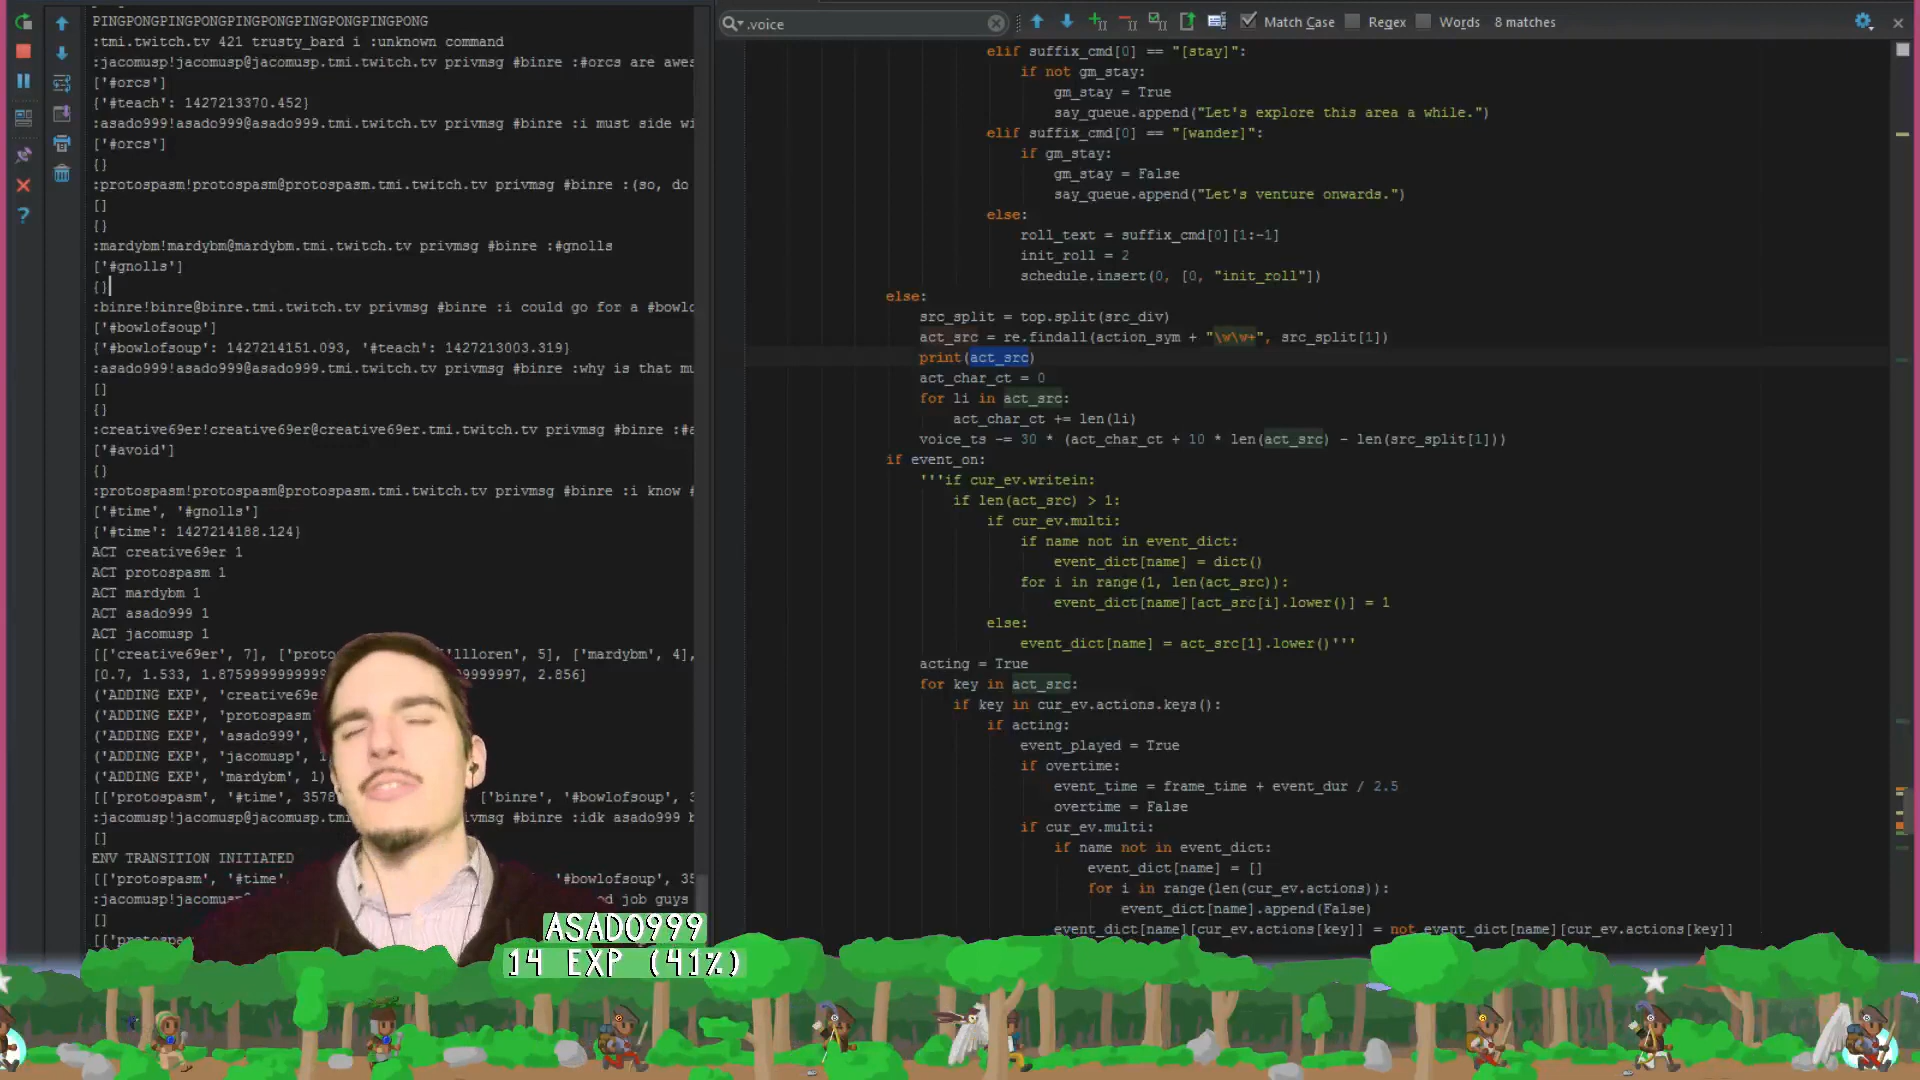 PINGPONGPINGPONGPINGPONGPINGPONGPINGPONG
:tmi.twitch.tv 421 trusty_bard i :unknown command
:jacomusp!jacomusp@jacomusp.tmi.twitch.tv privmsg #binre :#orcs are awes
['#orcs']
{'#teach': 1427213370.452}
:asado999!asado999@asado999.tmi.twitch.tv privmsg #binre :i must side wi
['#orcs']
{}
:protospasm!protospasm@protospasm.tmi.twitch.tv privmsg #binre :(so, do
[]
{}
:mardybm!mardybm@mardybm.tmi.twitch.tv privmsg #binre :#gnolls
['#gnolls']
{}
:binre!binre@binre.tmi.twitch.tv privmsg #binre :i could go for a #bowlo
['#bowlofsoup']
{'#bowlofsoup': 1427214151.093, '#teach': 1427213003.319}
:asado999!asado999@asado999.tmi.twitch.tv privmsg #binre :why is that mu
[]
{}
:creative69er!creative69er@creative69er.tmi.twitch.tv privmsg #binre :#a
['#avoid']
{}
:protospasm!protospasm@protospasm.tmi.twitch.tv privmsg #binre :i know #
['#time', '#gnolls']
{'#time': 1427214188.124}
ACT creative69er 1
ACT protospasm 1
ACT mardybm 1
ACT asado999 1
ACT jacomusp 1
[['creative69er', 7], ['proto 'llloren', 5], ['mardybm', 4],
[0.7, 1.533, 1.8759999999999 9999997, 2.856]
('ADDING EXP', 'creative69e
('ADDING EXP', 'protospasm
('ADDING EXP', 'asado999',
('ADDING EXP', 'jacomusp', 1
('ADDING EXP', 'mardybm', 1)
[['protospasm', '#time', 3578 ['binre', '#bowlofsoup', 3
:jacomusp!jacomusp@jacomusp.tmi vmsg #binre :idk asado999 b
[]
ENV TRANSITION INITIATED
[['protospasm', '#time', '#bowlofsoup', 35
:jacomusp!jacomusp@jacomusp. od job guys
[]
[['protospas
.voice
Match Case
Regex
Words
8 matches
elif suffix_cmd[0] == "[stay]":
if not gm_stay:
gm_stay = True
say_queue.append("Let's explore this area a while.")
elif suffix_cmd[0] == "[wander]":
if gm_stay:
gm_stay = False
say_queue.append("Let's venture onwards.")
else:
roll_text = suffix_cmd[0][1:-1]
init_roll = 2
schedule.insert(0, [0, "init_roll"])
else:
src_split = top.split(src_div)
act_src = re.findall(action_sym + "\w\w+", src_split[1])
print(act_src)
act_char_ct = 0
for li in act_src:
act_char_ct += len(li)
voice_ts -= 30 * (act_char_ct + 10 * len(act_src) - len(src_split[1]))
if event_on:
'''if cur_ev.writein:
if len(act_src) > 1:
if cur_ev.multi:
if name not in event_dict:
event_dict[name] = dict()
for i in range(1, len(act_src)):
event_dict[name][act_src[i].lower()] = 1
else:
event_dict[name] = act_src[1].lower()'''
acting = True
for key in act_src:
if key in cur_ev.actions.keys():
if acting:
event_played = True
if overtime:
event_time = frame_time + event_dur / 2.5
overtime = False
if cur_ev.multi:
if name not in event_dict:
event_dict[name] = []
for i in range(len(cur_ev.actions)):
event_dict[name].append(False)
event_dict[name][cur_ev.actions[key]] = not event_dict[name][cur_ev.actions[key]]
ASADO999
14 EXP (41%)